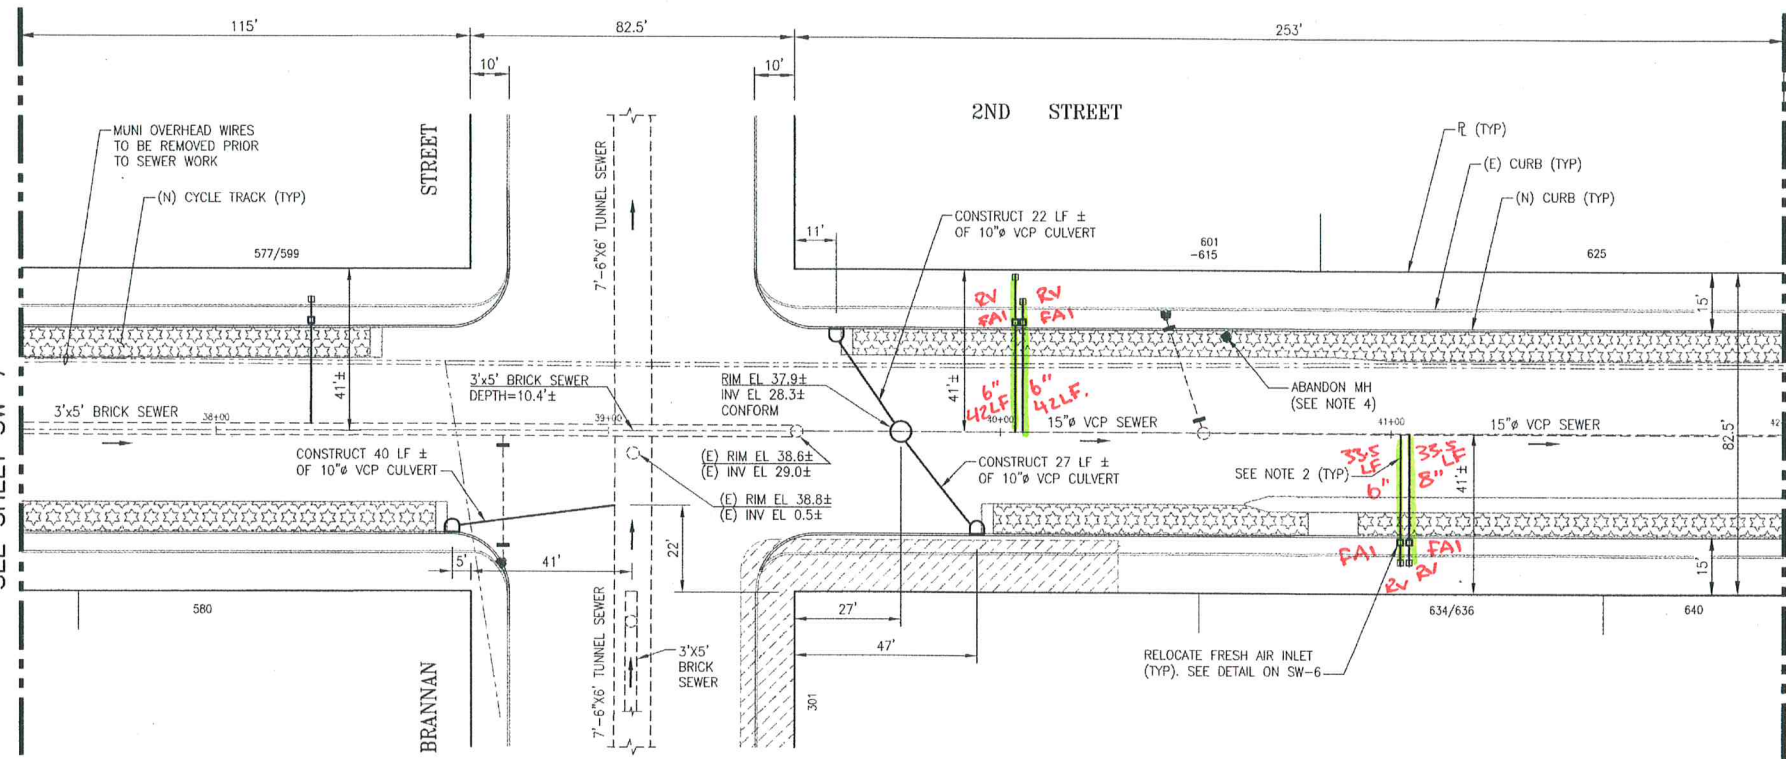 115'
82.5'
253'
10'
10'
2ND STREET
MUNI OVERHEAD WIRES
TO BE REMOVED PRIOR
TO SEWER WORK
(N) CYCLE TRACK (TYP)
STREET
7'-6"X6' TUNNEL SEWER
℄ (TYP)
(E) CURB (TYP)
(N) CURB (TYP)
CONSTRUCT 22 LF ±
OF 10"ø VCP CULVERT
11'
577/599
601
-615
625
RV
FAI
RV
FAI
15'
41'±
41'±
6"
42LF
6"
42LF.
3'x5' BRICK SEWER
DEPTH=10.4'±
RIM EL 37.9±
INV EL 28.3±
CONFORM
ABANDON MH
(SEE NOTE 4)
3'x5' BRICK SEWER
38+00
39+00
40+00
15"ø VCP SEWER
41+00
15"ø VCP SEWER
82.5'
CONSTRUCT 40 LF ±
OF 10"ø VCP CULVERT
(E) RIM EL 38.6±
(E) INV EL 29.0±
(E) RIM EL 38.8±
(E) INV EL 0.5±
CONSTRUCT 27 LF ±
OF 10"ø VCP CULVERT
SEE NOTE 2 (TYP)
33.5
LF
6"
33.5
LF
8"
41'±
5'
41'
22'
FAI
FAI
RV
RV
15'
580
27'
47'
634/636
640
7'-6"X6' TUNNEL SEWER
3'X5'
BRICK
SEWER
RELOCATE FRESH AIR INLET
(TYP). SEE DETAIL ON SW-6
301
BRANNAN